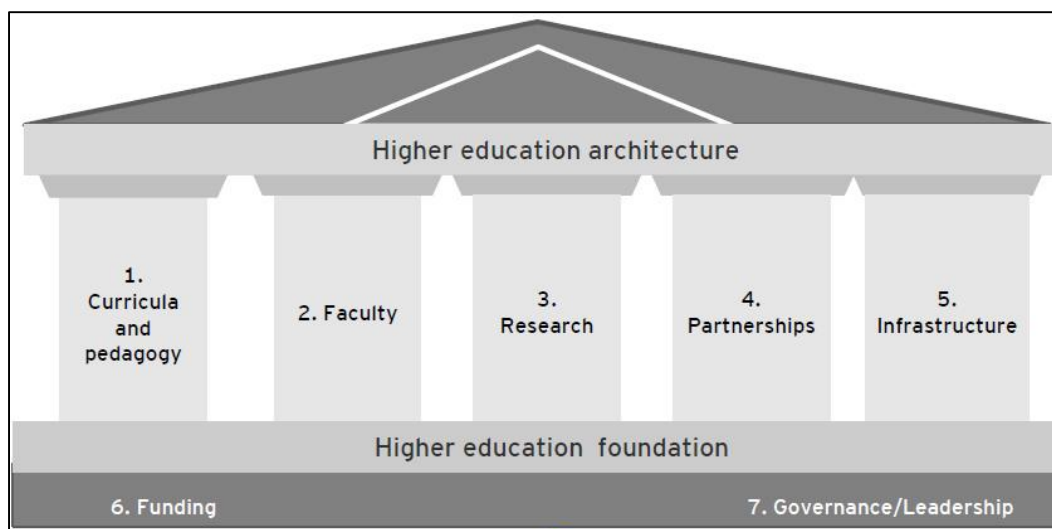 Higher education architecture
1.
Curricula
and
pedagogy
2. Faculty
3.
Research
4.
Partnerships
5.
Infrastructure
Higher education foundation
6. Funding
7. Governance/Leadership